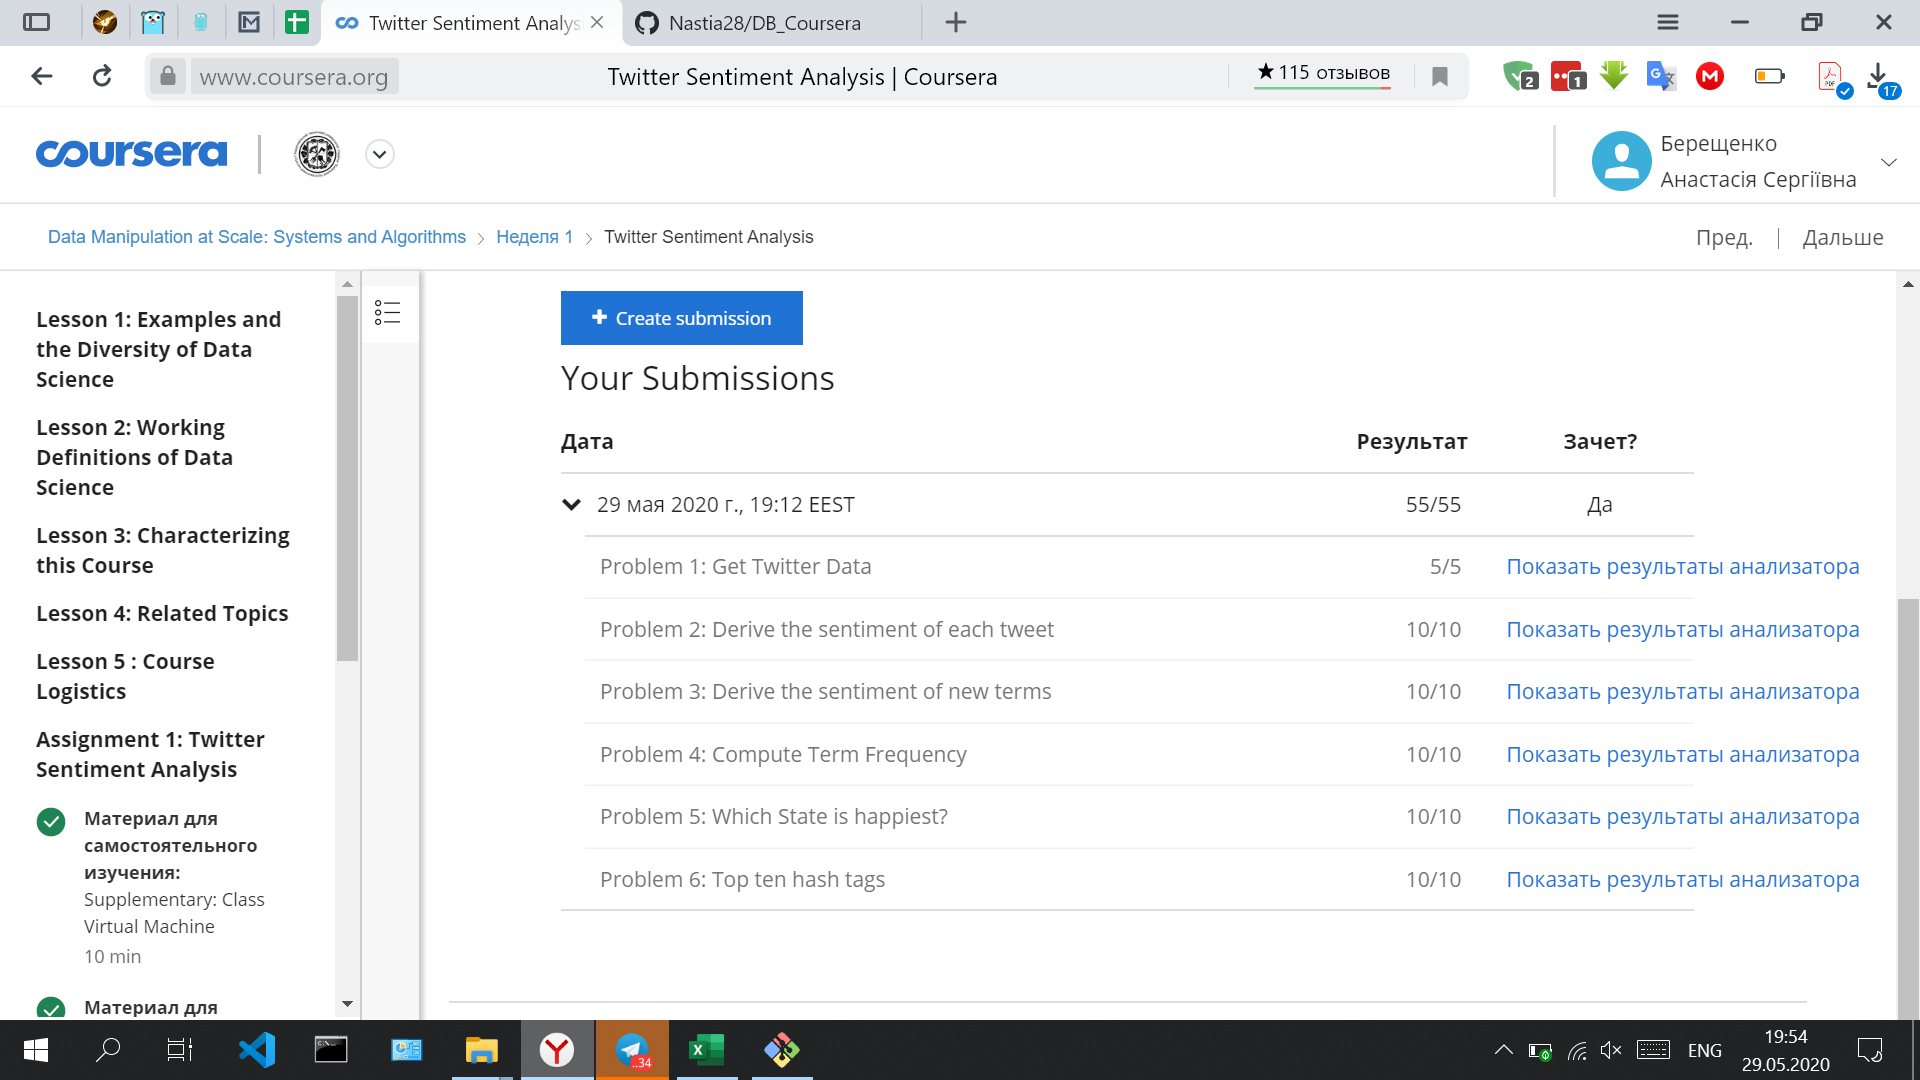 Twitter Sentiment Analys
Nastia28/DB_Coursera
www.coursera.org
Twitter Sentiment Analysis | Coursera
★115 отзывов
2
1
17
coursera
Берещенко
Анастасія Сергіївна
Data Manipulation at Scale: Systems and Algorithms > Неделя 1 > Twitter Sentiment Analysis
Пред. | Дальше
Lesson 1: Examples and
the Diversity of Data
Science
Lesson 2: Working
Definitions of Data
Science
Lesson 3: Characterizing
this Course
Lesson 4: Related Topics
Lesson 5 : Course
Logistics
Assignment 1: Twitter
Sentiment Analysis
Материал для
самостоятельного
изучения:
Supplementary: Class
Virtual Machine
10 min
Материал для
+ Create submission
Your Submissions
Дата Результат Зачет?
29 мая 2020 г., 19:12 EEST 55/55 Да
Problem 1: Get Twitter Data 5/5 Показать результаты анализатора
Problem 2: Derive the sentiment of each tweet 10/10 Показать результаты анализатора
Problem 3: Derive the sentiment of new terms 10/10 Показать результаты анализатора
Problem 4: Compute Term Frequency 10/10 Показать результаты анализатора
Problem 5: Which State is happiest? 10/10 Показать результаты анализатора
Problem 6: Top ten hash tags 10/10 Показать результаты анализатора
..34
ENG
19:54
29.05.2020